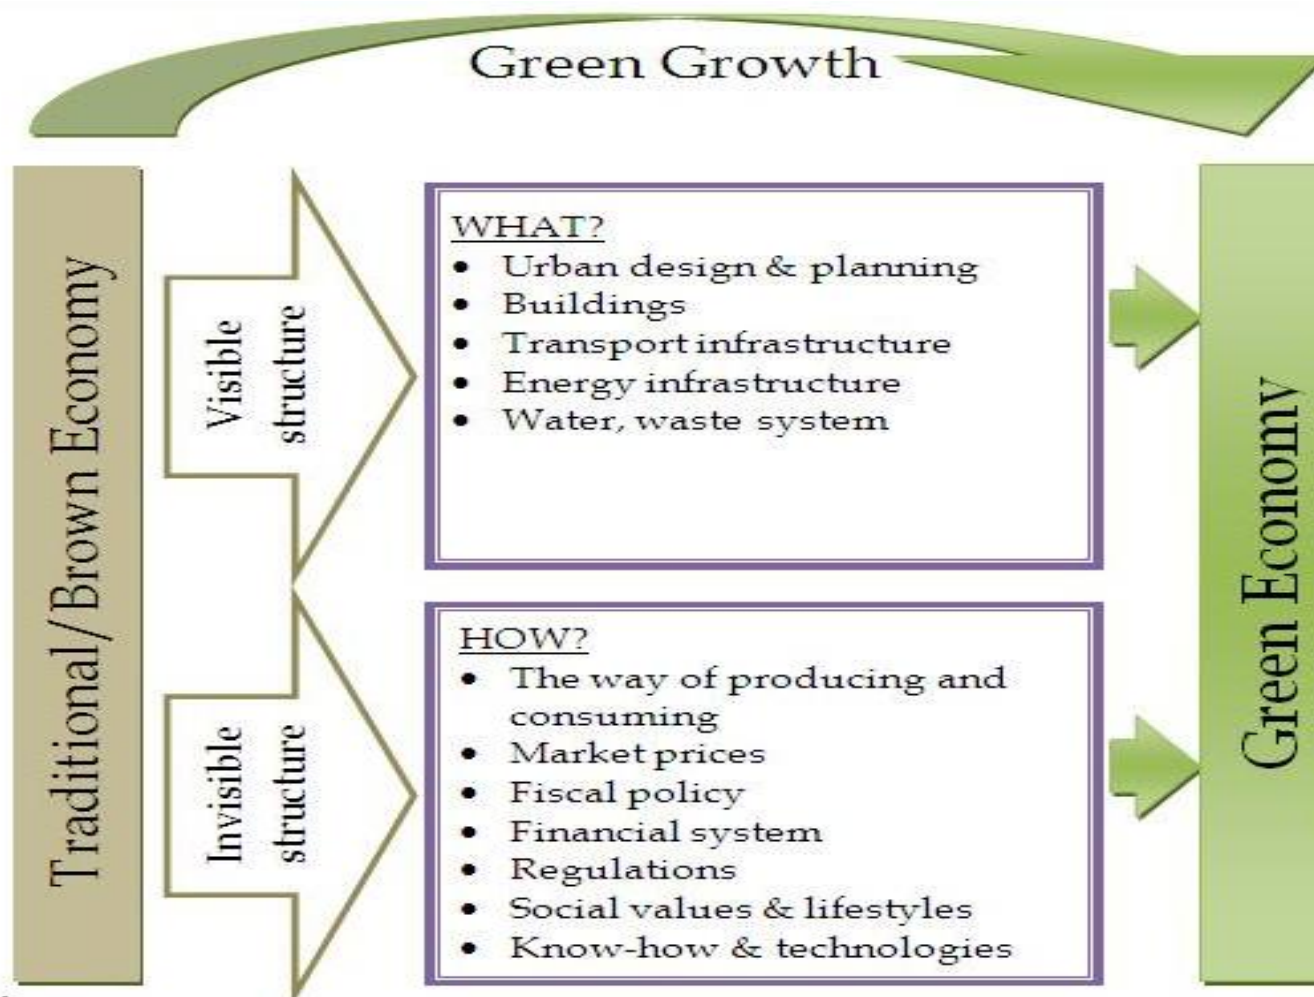 Green Growth
Traditional/Brown Economy
Visible
structure
WHAT?
• Urban design & planning
• Buildings
• Transport infrastructure
• Energy infrastructure
• Water, waste system
Invisible
structure
HOW?
• The way of producing and
consuming
• Market prices
• Fiscal policy
• Financial system
• Regulations
• Social values & lifestyles
• Know-how & technologies
Green Economy